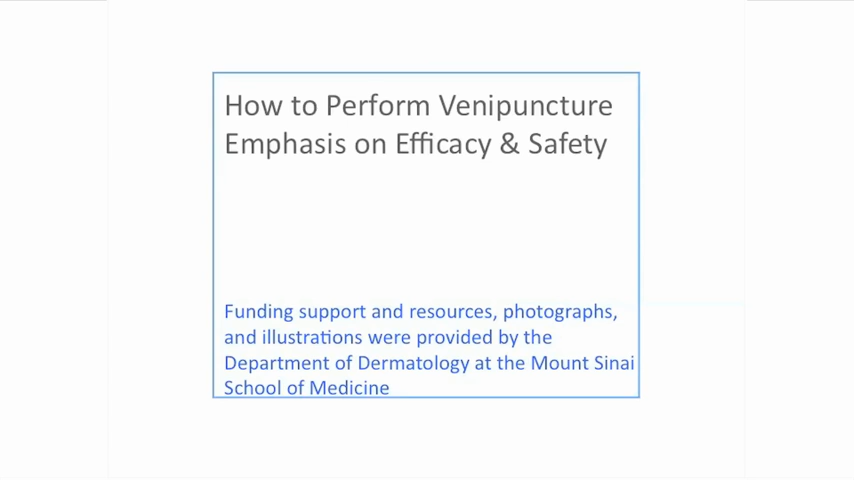 How to Perform Venipuncture
Emphasis on Efficacy & Safety
Funding support and resources, photographs,
and illustrations were provided by the
Department of Dermatology at the Mount Sinai
School of Medicine